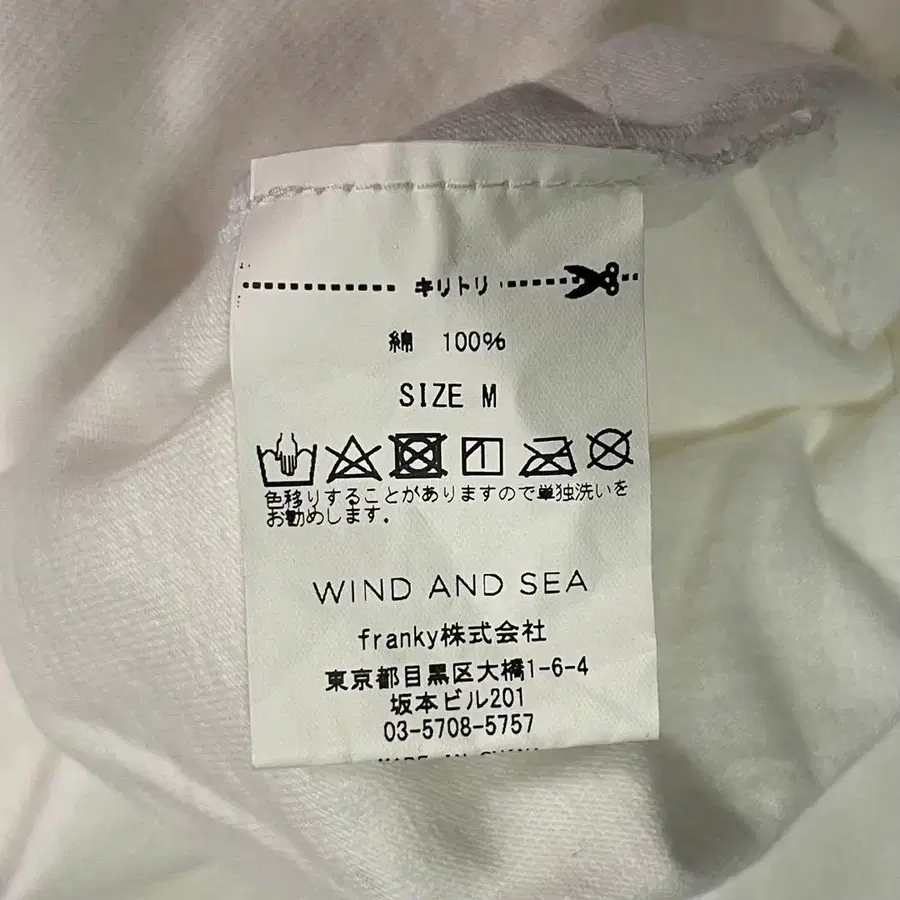 キリトリ
綿 100%
SIZE M
色移りすることがありますので単独洗いを
お勧めします.
WIND AND SEA
franky株式会社
東京都目黒区大橋1-6-4
坂本ビル201
03-5708-5757
MADE IN CHINA